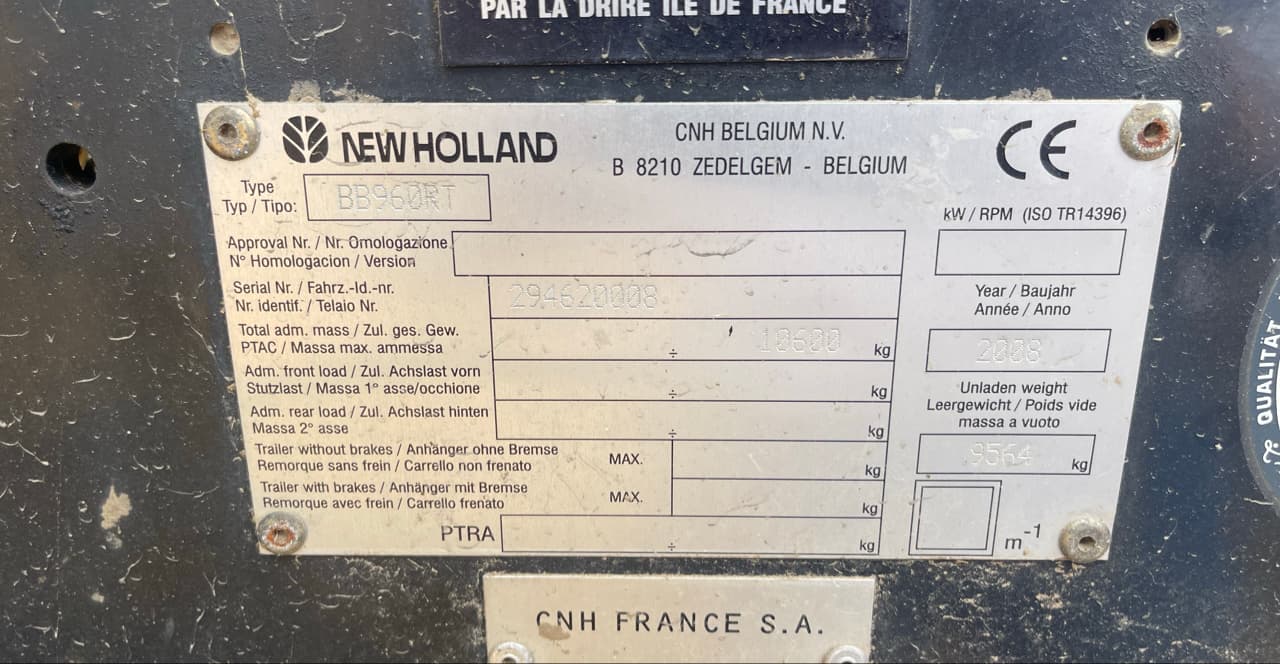 PAR LA DRIRE ILE DE FRANCE
NEW HOLLAND
CNH BELGIUM N.V.
B 8210 ZEDELGEM - BELGIUM
CE
Type
Typ / Tipo:
BB960RT
kW / RPM (ISO TR14396)
Approval Nr. / Nr. Omologazione
N° Homologacion / Version
Serial Nr. / Fahrz.-Id.-nr.
Nr. identif. / Telaio Nr.
294620008
Year / Baujahr
Année / Anno
2008
Total adm. mass / Zul. ges. Gew.
PTAC / Massa max. ammessa
÷ 10600 kg
Adm. front load / Zul. Achslast vorn
Stutzlast / Massa 1° asse/occhione
÷ kg
Unladen weight
Leergewicht / Poids vide
massa a vuoto
9564 kg
Adm. rear load / Zul. Achslast hinten
Massa 2° asse
÷ kg
Trailer without brakes / Anhänger ohne Bremse
Remorque sans frein / Carrello non frenato
MAX. kg
Trailer with brakes / Anhänger mit Bremse
Remorque avec frein / Carrello frenato
MAX. kg
PTRA ÷ kg
m-1
CNH FRANCE S.A.
QUALITÄT